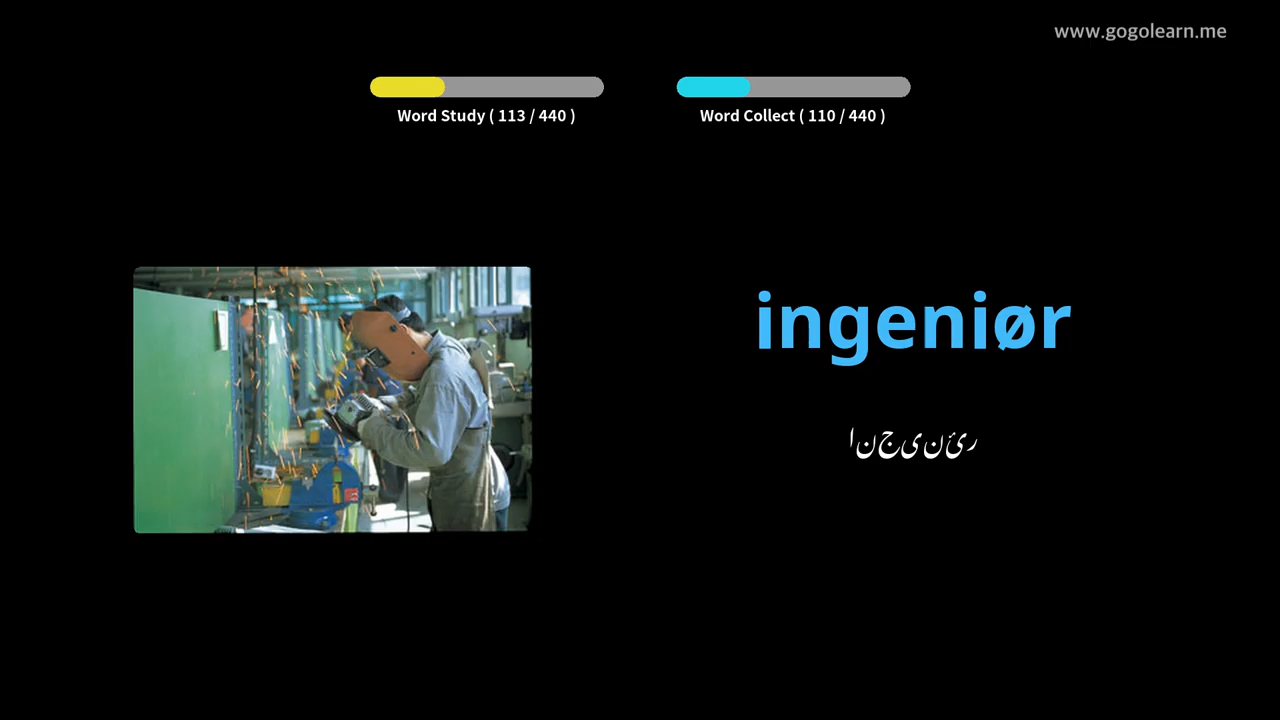 www.gogolearn.me
Word Study ( 113 / 440 )
Word Collect ( 110 / 440 )
ingeniør
انجینئر